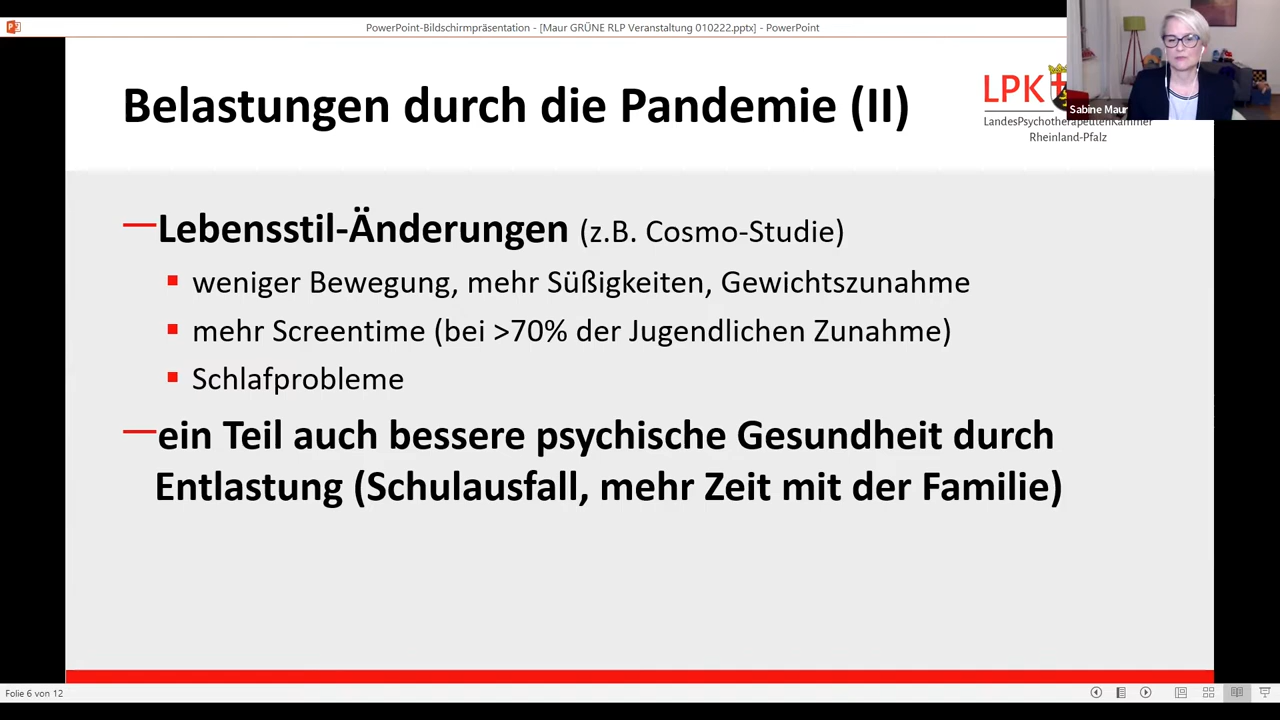 PowerPoint-Bildschirmpräsentation - [Maur GRÜNE RLP Veranstaltung 010222.pptx] - PowerPoint
Belastungen durch die Pandemie (II)
LPK
Sabine Maur
LandesPsychotherapeutenKammer
Rheinland-Pfalz
Lebensstil-Änderungen (z.B. Cosmo-Studie)
weniger Bewegung, mehr Süßigkeiten, Gewichtszunahme
mehr Screentime (bei >70% der Jugendlichen Zunahme)
Schlafprobleme
ein Teil auch bessere psychische Gesundheit durch
Entlastung (Schulausfall, mehr Zeit mit der Familie)
Folie 6 von 12